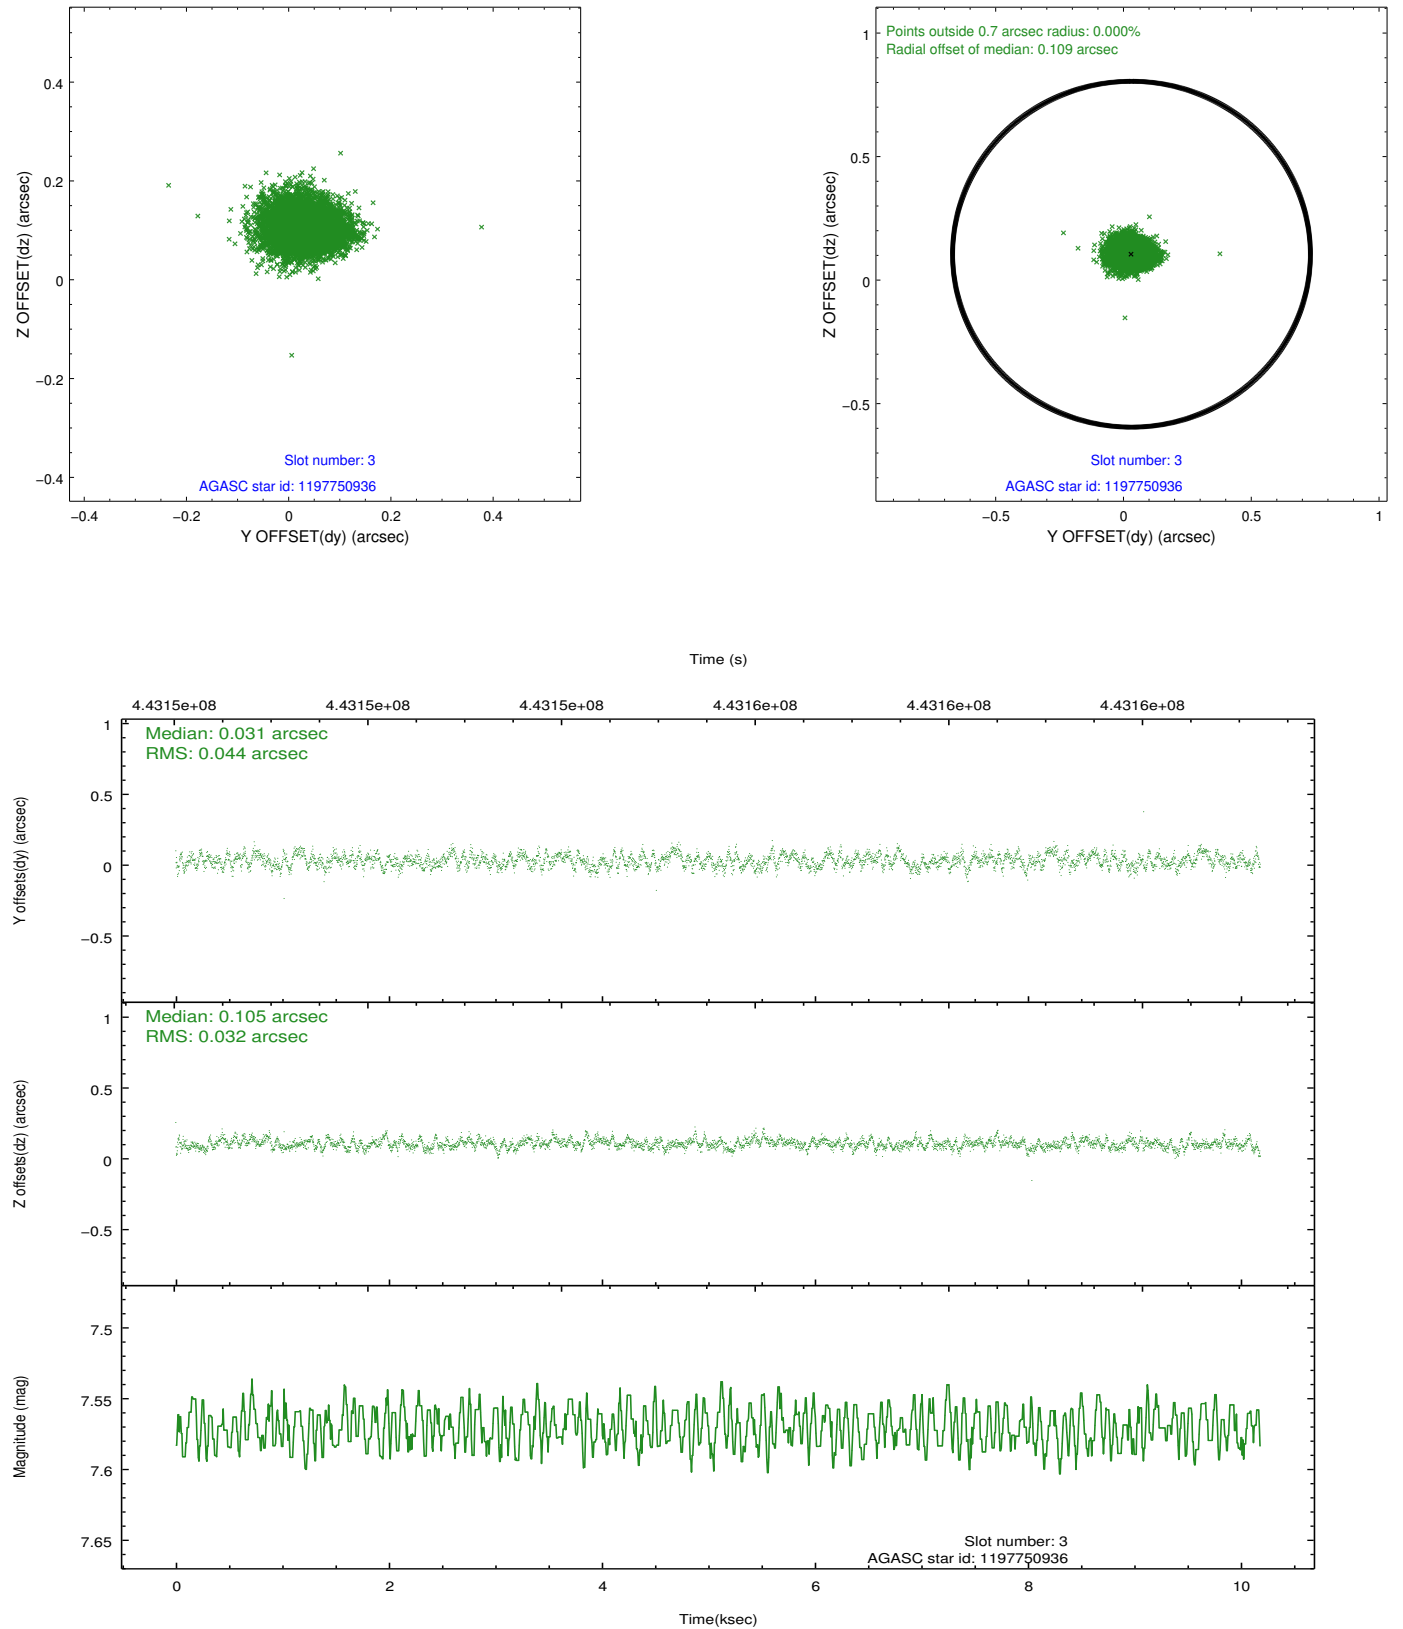 0.4
0.2
0
−0.2
−0.4
Z OFFSET(dz) (arcsec)
Slot number: 3
AGASC star id: 1197750936
−0.4 −0.2 0 0.2 0.4
Y OFFSET(dy) (arcsec)
Points outside 0.7 arcsec radius: 0.000%
Radial offset of median: 0.109 arcsec
1
0.5
0
−0.5
Z OFFSET(dz) (arcsec)
Slot number: 3
AGASC star id: 1197750936
−0.5 0 0.5 1
Y OFFSET(dy) (arcsec)
Time (s)
4.4315e+08 4.4315e+08 4.4315e+08 4.4316e+08 4.4316e+08 4.4316e+08
Median: 0.031 arcsec
RMS: 0.044 arcsec
1
0.5
0
−0.5
Y offsets(dy) (arcsec)
Median: 0.105 arcsec
RMS: 0.032 arcsec
1
0.5
0
−0.5
Z offsets(dz) (arcsec)
7.5
7.55
7.6
7.65
Magnitude (mag)
Slot number: 3
AGASC star id: 1197750936
0 2 4 6 8 10
Time(ksec)